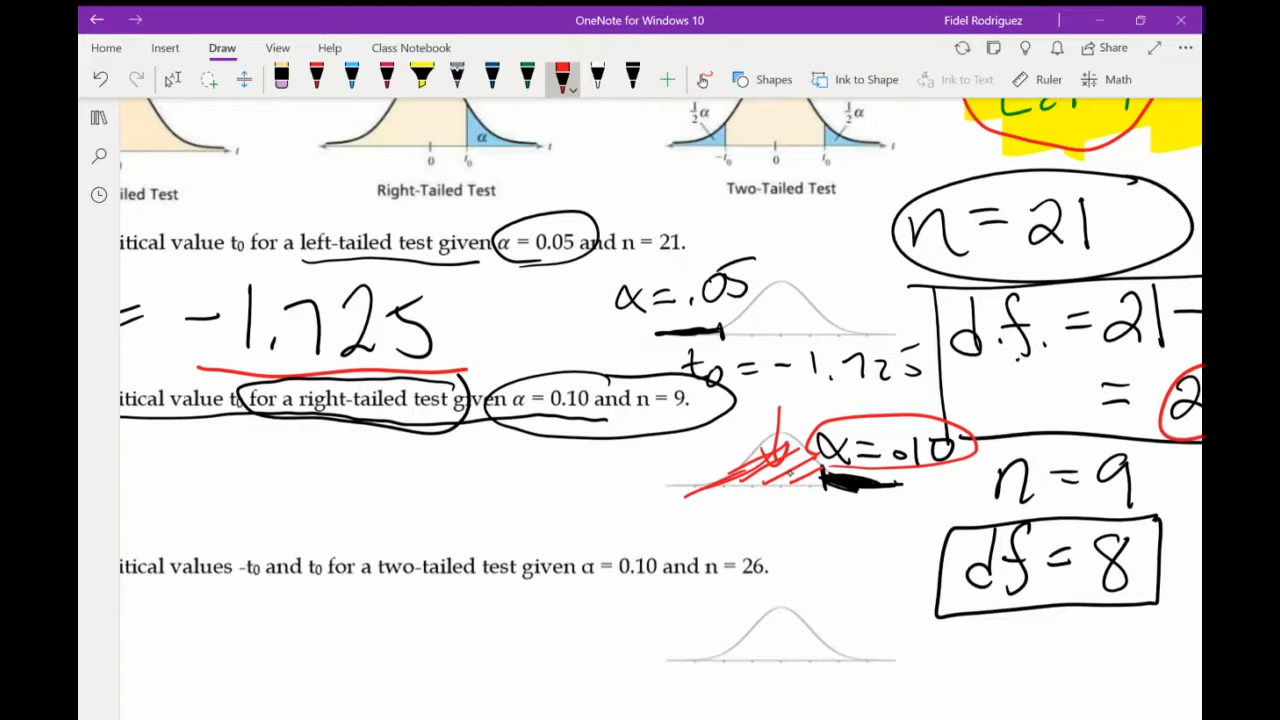 OneNote for Windows 10
Fidel Rodriguez
Home Insert Draw View Help Class Notebook Share
Shapes Ink to Shape Ink to Text Ruler Math
α
½α ½α
t 0 t₀ t -t₀ 0 t₀ t
iled Test Right-Tailed Test Two-Tailed Test
n = 21
itical value t₀ for a left-tailed test given α = 0.05 and n = 21.
α = .05
= -1.725
d.f. = 21-
t₀ = -1.725
= 2
itical value t for a right-tailed test given α = 0.10 and n = 9.
α = .10
n = 9
df = 8
itical values -t₀ and t₀ for a two-tailed test given α = 0.10 and n = 26.